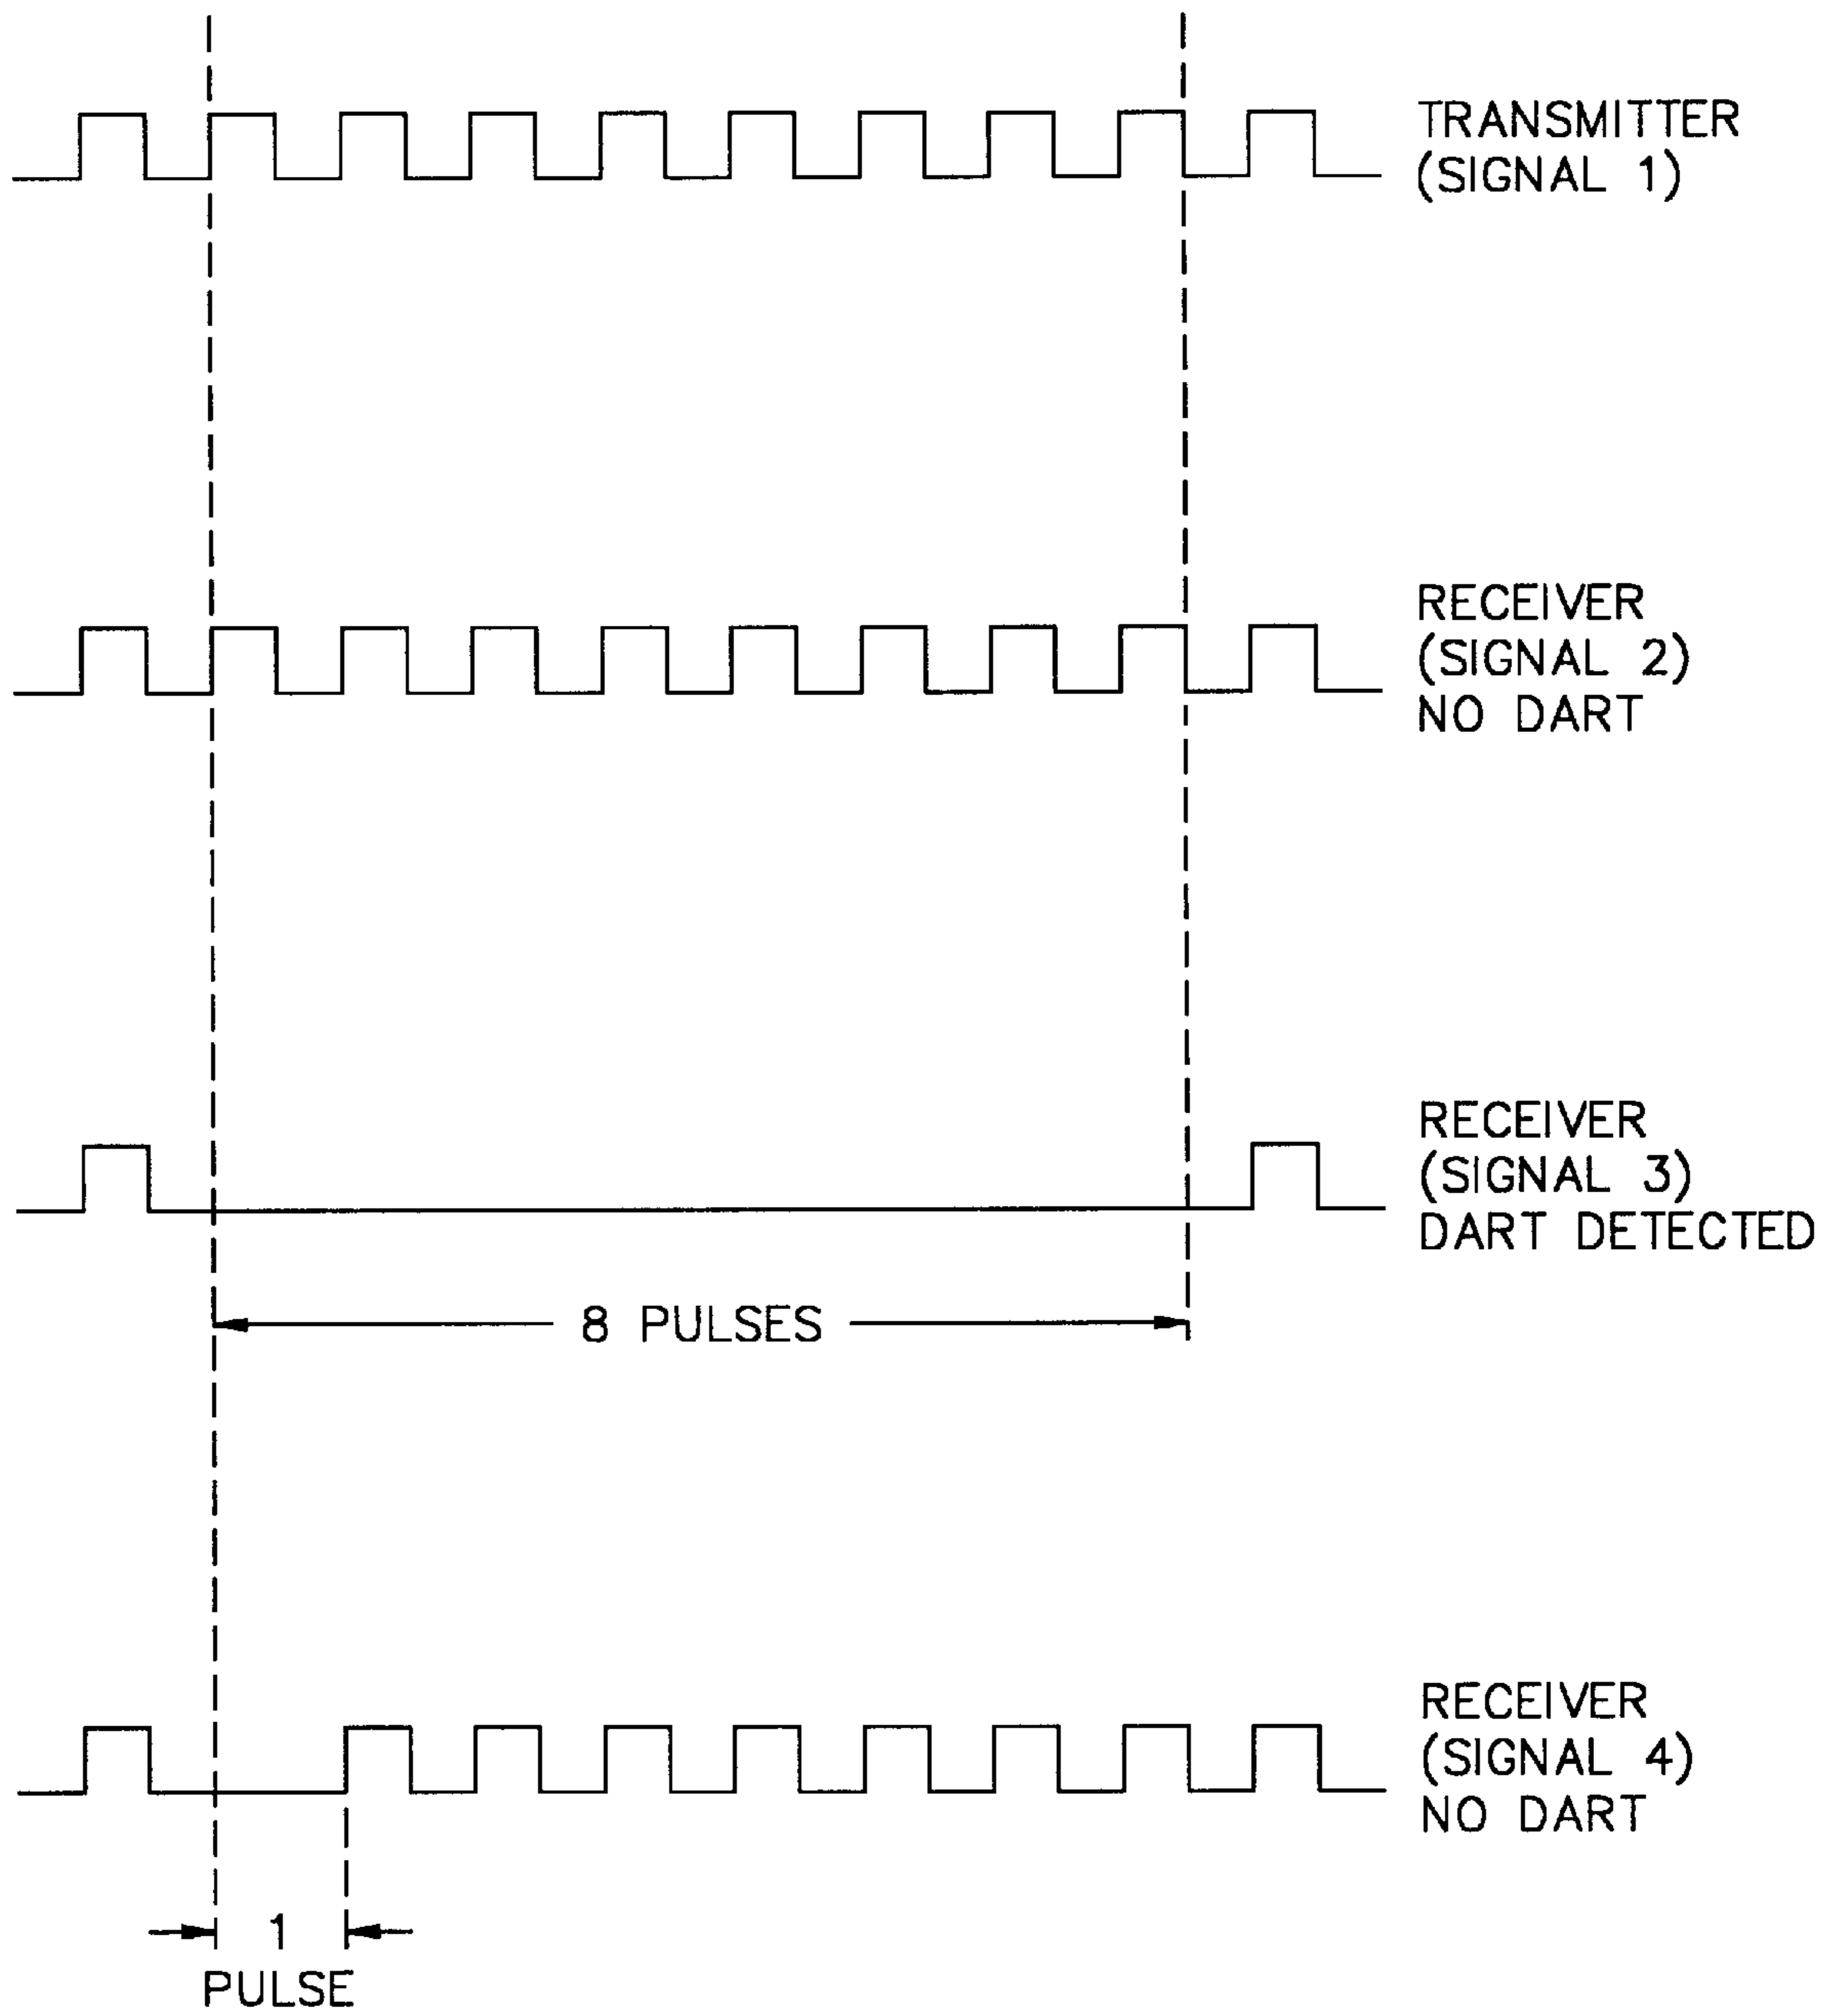 TRANSMITTER
(SIGNAL 1)
RECEIVER
(SIGNAL 2)
NO DART
RECEIVER
(SIGNAL 3)
DART DETECTED
8 PULSES
RECEIVER
(SIGNAL 4)
NO DART
1
PULSE